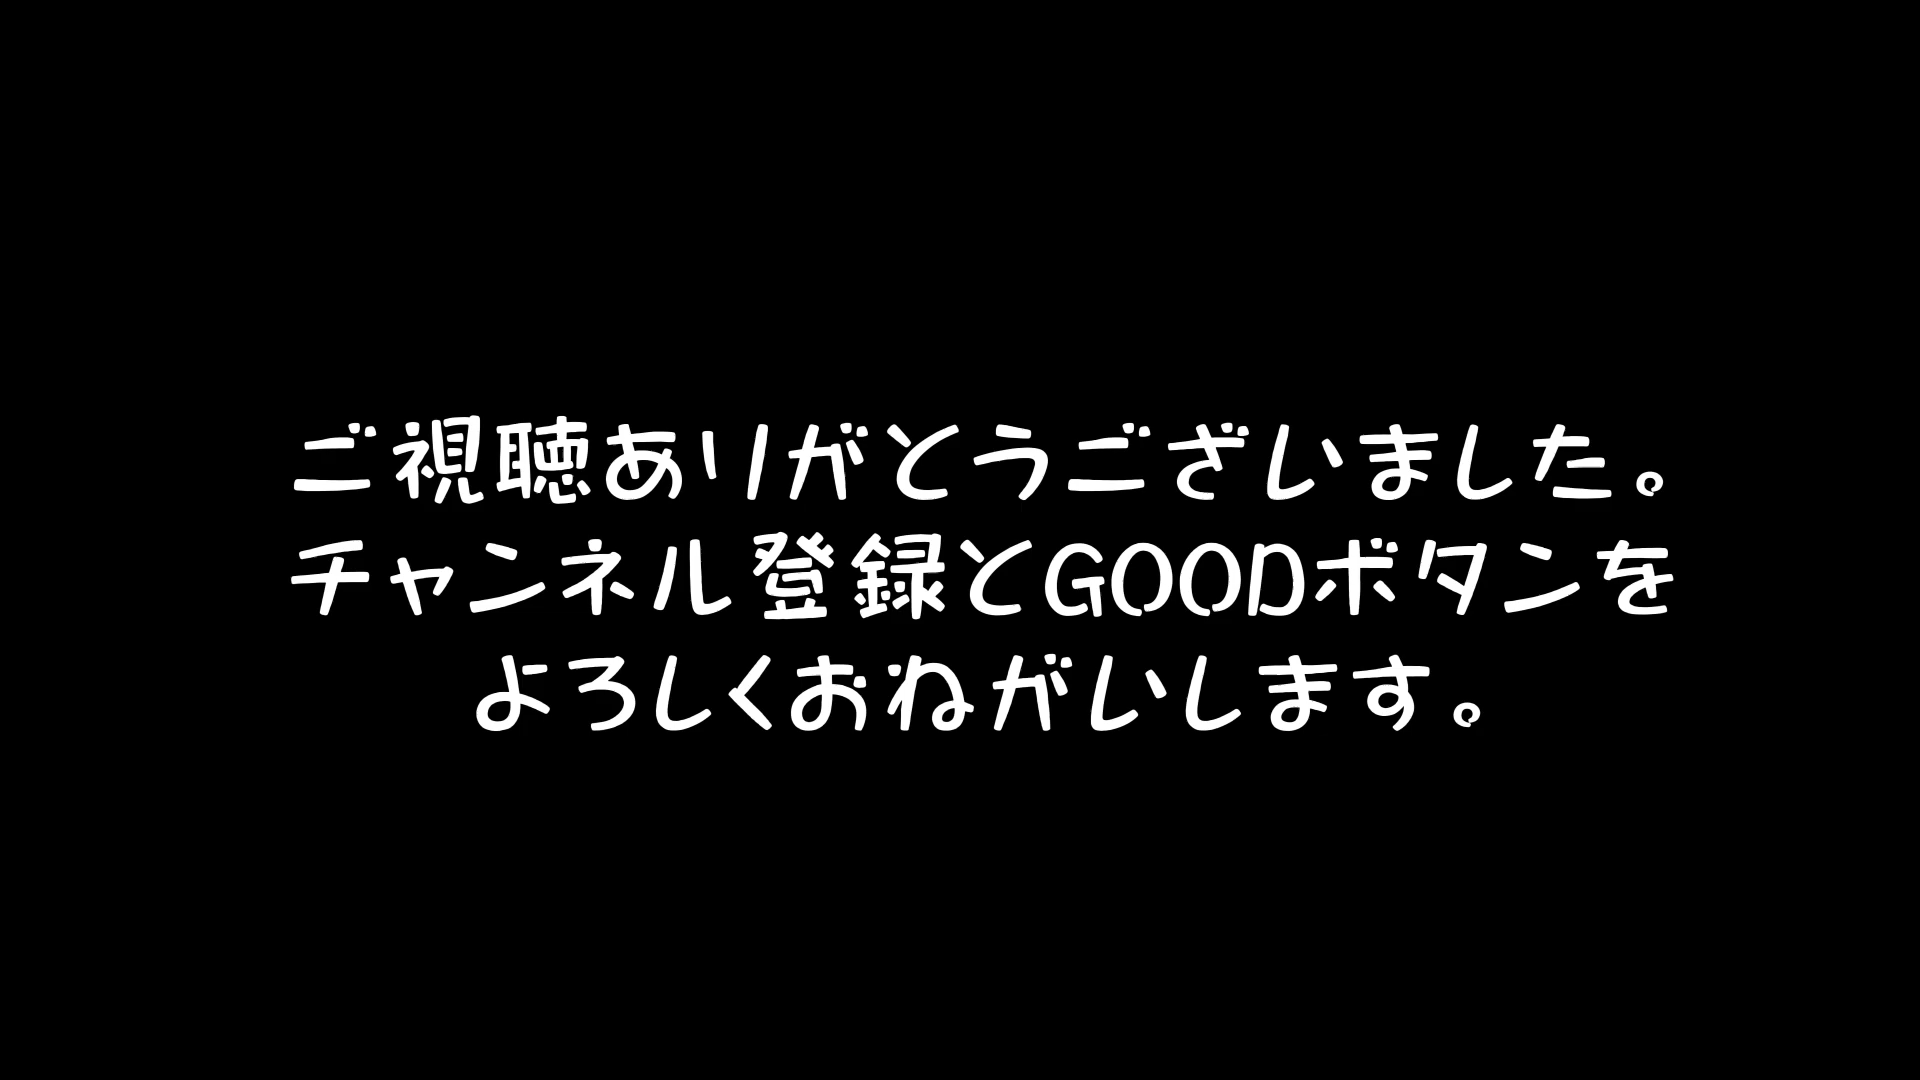 ご視聴ありがとうございました。
チャンネル登録とGOODボタンを
よろしくおねがいします。